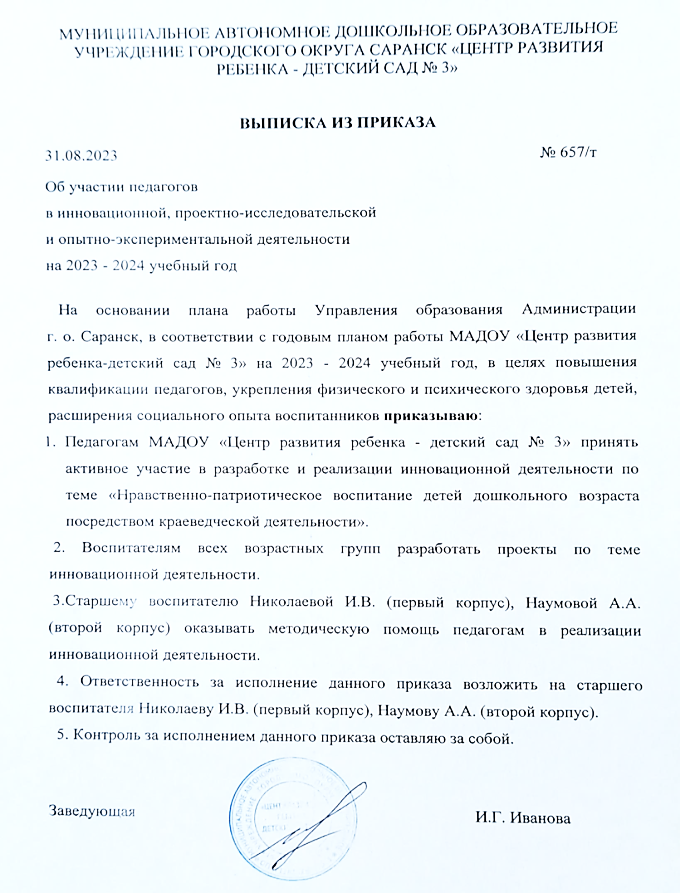 МУНИЦИПАЛЬНОЕ АВТОНОМНОЕ ДОШКОЛЬНОЕ ОБРАЗОВАТЕЛЬНОЕ
УЧРЕЖДЕНИЕ ГОРОДСКОГО ОКРУГА САРАНСК «ЦЕНТР РАЗВИТИЯ
РЕБЕНКА - ДЕТСКИЙ САД № 3»
ВЫПИСКА ИЗ ПРИКАЗА
31.08.2023 № 657/т
Об участии педагогов
в инновационной, проектно-исследовательской
и опытно-экспериментальной деятельности
на 2023 - 2024 учебный год
На основании плана работы Управления образования Администрации
г. о. Саранск, в соответствии с годовым планом работы МАДОУ «Центр развития
ребенка-детский сад № 3» на 2023 - 2024 учебный год, в целях повышения
квалификации педагогов, укрепления физического и психического здоровья детей,
расширения социального опыта воспитанников приказываю:
1. Педагогам МАДОУ «Центр развития ребенка - детский сад № 3» принять
активное участие в разработке и реализации инновационной деятельности по
теме «Нравственно-патриотическое воспитание детей дошкольного возраста
посредством краеведческой деятельности».
2. Воспитателям всех возрастных групп разработать проекты по теме
инновационной деятельности.
3.Старшему воспитателю Николаевой И.В. (первый корпус), Наумовой А.А.
(второй корпус) оказывать методическую помощь педагогам в реализации
инновационной деятельности.
4. Ответственность за исполнение данного приказа возложить на старшего
воспитателя Николаеву И.В. (первый корпус), Наумову А.А. (второй корпус).
5. Контроль за исполнением данного приказа оставляю за собой.
Заведующая И.Г. Иванова